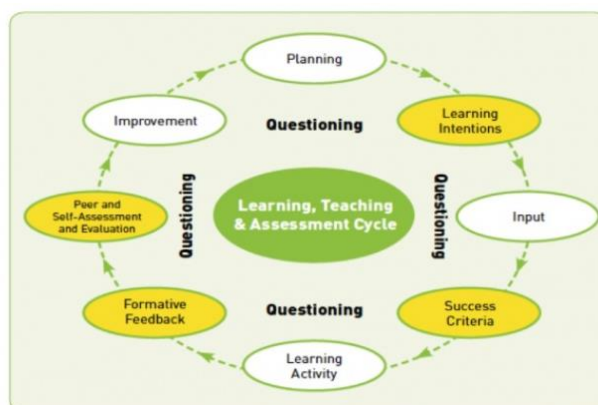 Planning
Learning
Intentions
Input
Success
Criteria
Learning
Activity
Formative
Feedback
Peer and
Self-Assessment
and Evaluation
Improvement
Questioning
Questioning
Questioning
Questioning
Learning, Teaching
& Assessment Cycle